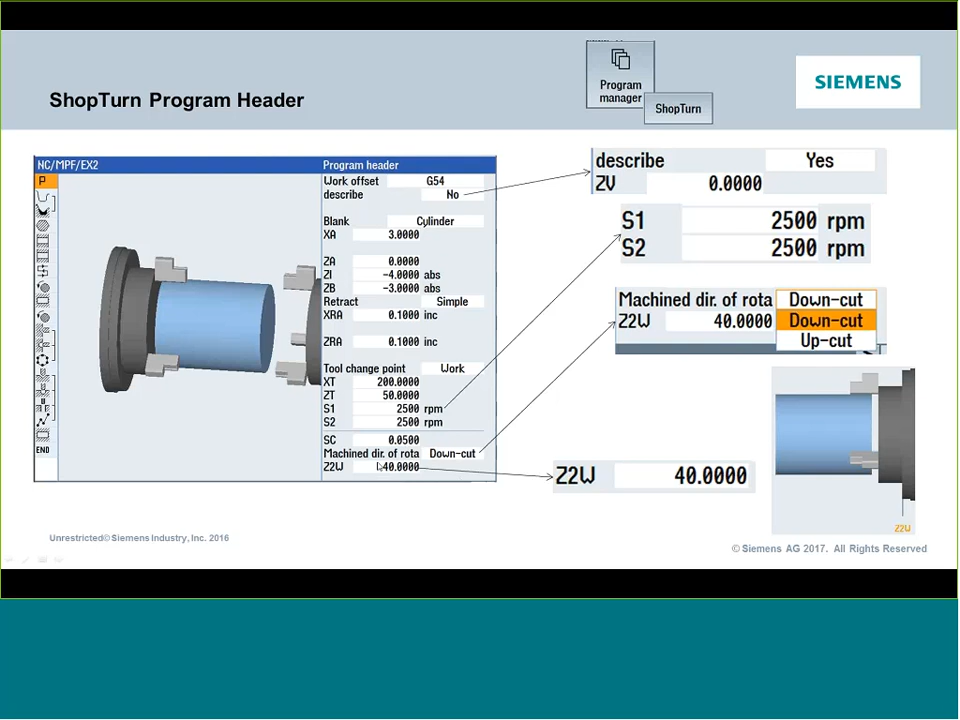 ShopTurn Program Header
Program
manager
ShopTurn
SIEMENS
NC/MPF/EX2
Program header
P
Work offset G54
describe No
Blank Cylinder
XA 3.0000
ZA 0.0000
ZI -4.0000 abs
ZB -3.0000 abs
Retract Simple
XRA 0.1000 inc
ZRA 0.1000 inc
Tool change point Work
XT 200.0000
ZT 50.0000
S1 2500 rpm
S2 2500 rpm
SC 0.0500
Machined dir. of rota Down-cut
Z2W 40.0000
END
describe Yes
ZV 0.0000
S1 2500 rpm
S2 2500 rpm
Machined dir. of rota Down-cut
Z2W 40.0000 Down-cut
Up-cut
Z2W 40.0000
Z2W
Unrestricted© Siemens Industry, Inc. 2016
© Siemens AG 2017. All Rights Reserved